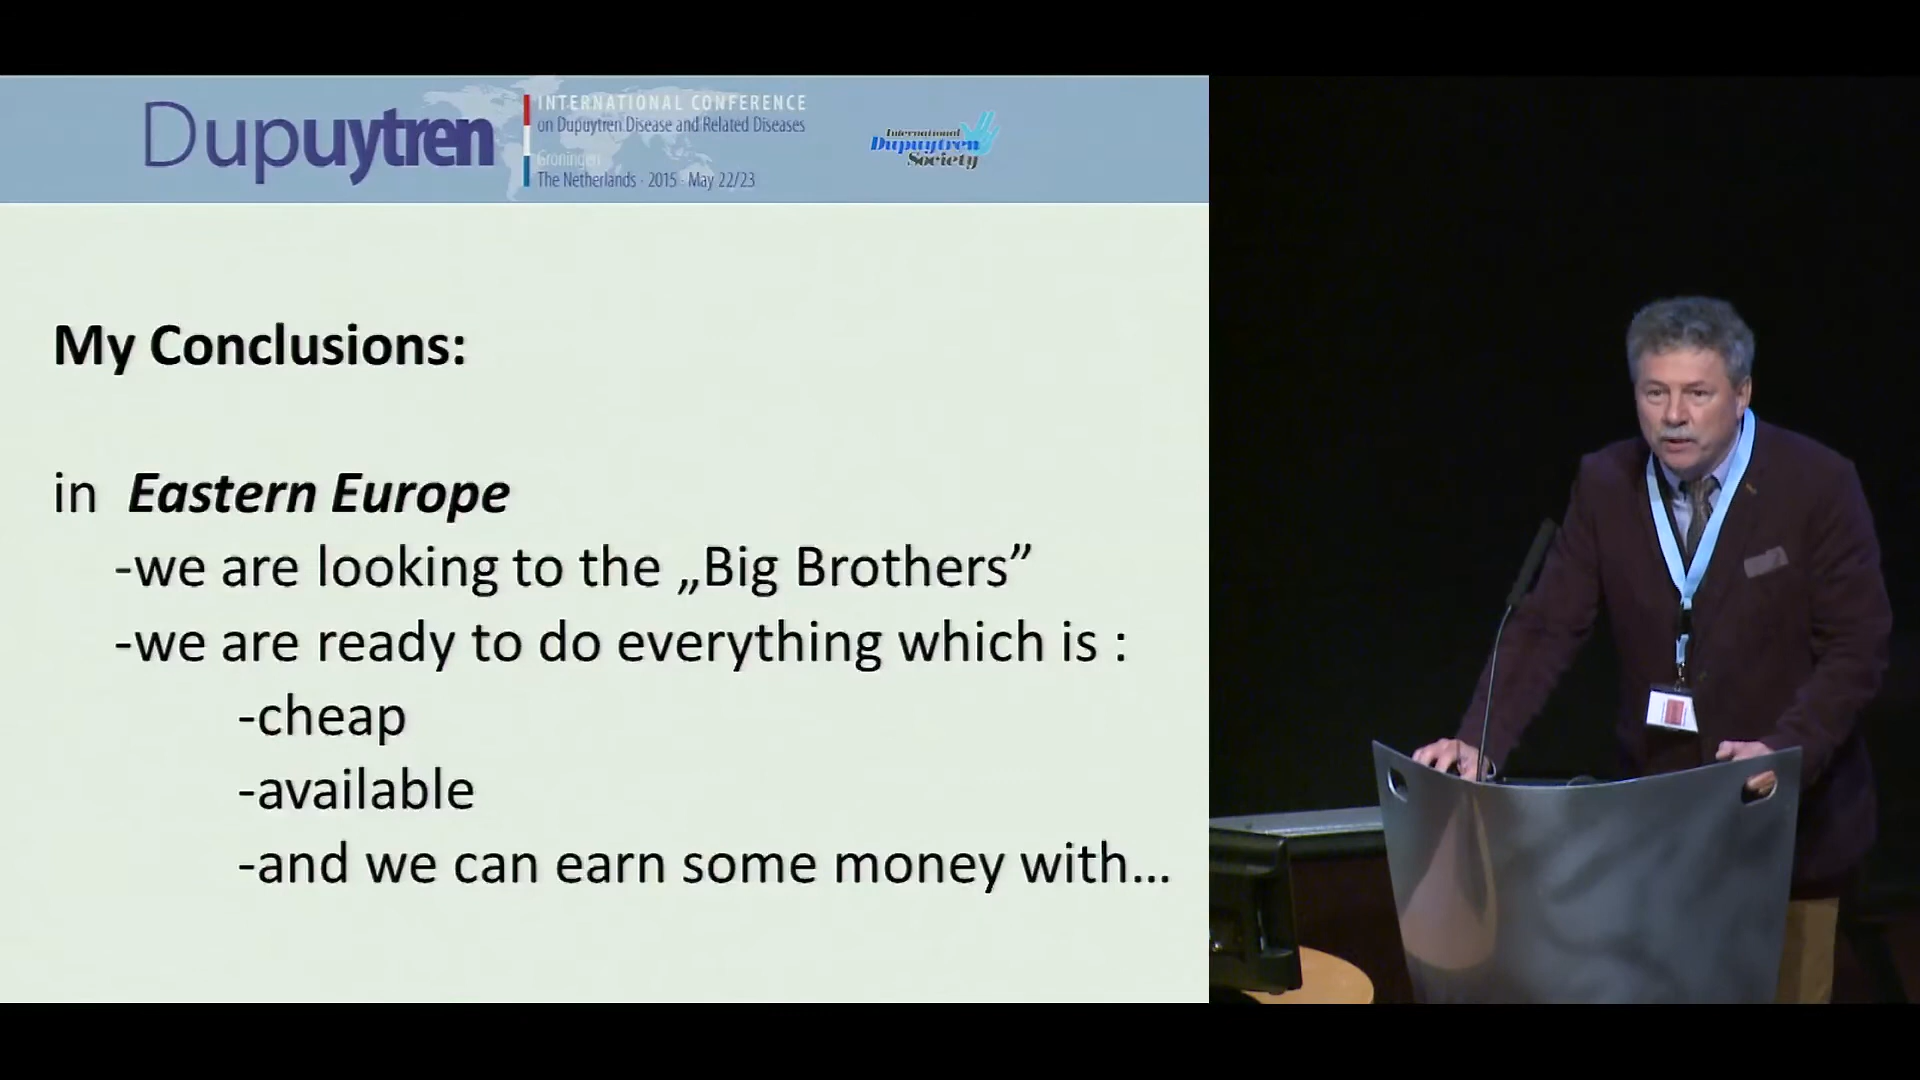 Dupuytren
INTERNATIONAL CONFERENCE
on Dupuytren Disease and Related Diseases
Groningen
The Netherlands · 2015 · May 22/23
International
Dupuytren
Society
My Conclusions:
in Eastern Europe
-we are looking to the „Big Brothers”
-we are ready to do everything which is :
-cheap
-available
-and we can earn some money with...